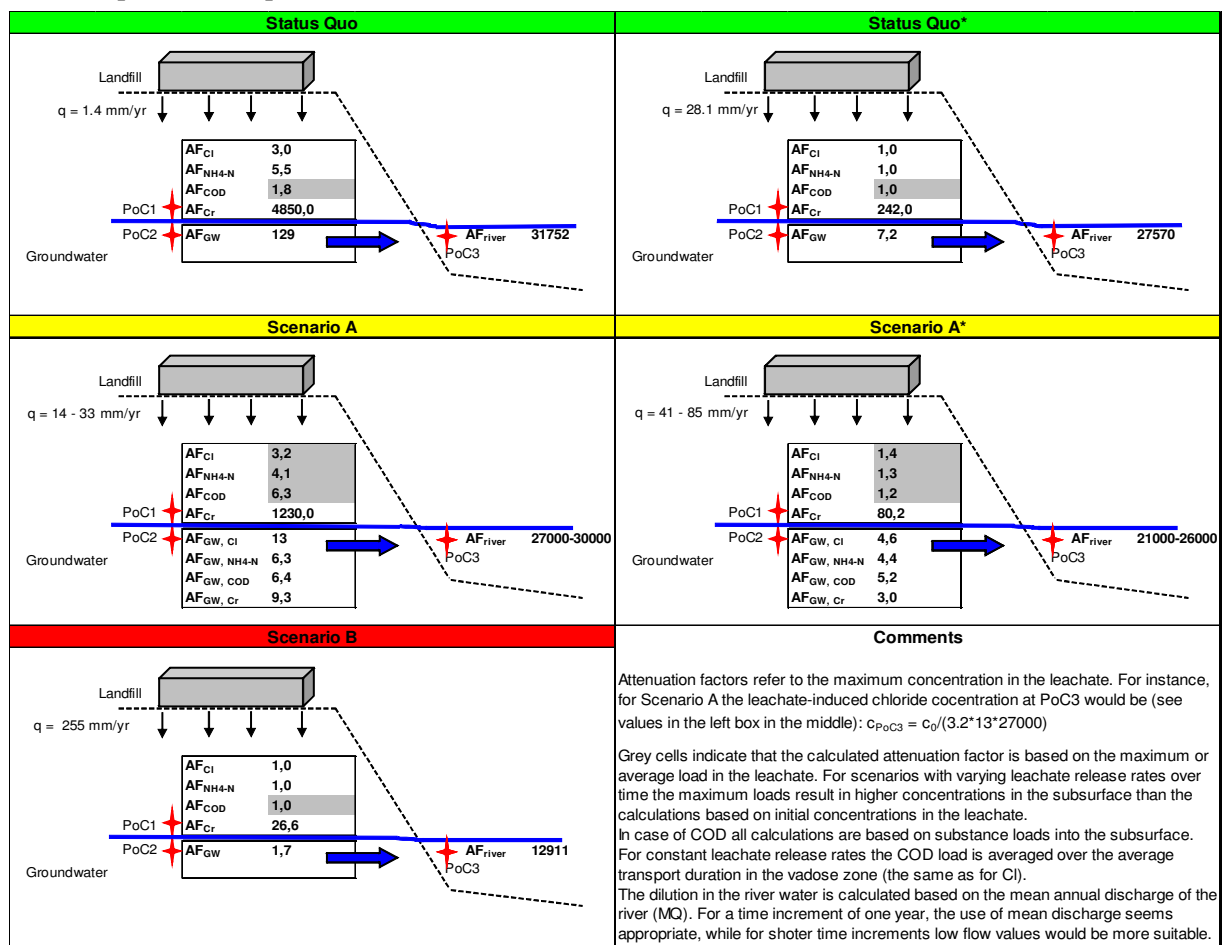 Status Quo
Landfill
q = 1.4 mm/yr
AFCl 3,0
AFNH4-N 5,5
AFCOD 1,8
PoC1 AFCr 4850,0
PoC2 AFGW 129 AFriver 31752
PoC3
Groundwater
Status Quo*
Landfill
q = 28.1 mm/yr
AFCl 1,0
AFNH4-N 1,0
AFCOD 1,0
PoC1 AFCr 242,0
PoC2 AFGW 7,2 AFriver 27570
PoC3
Groundwater
Scenario A
Landfill
q = 14 - 33 mm/yr
AFCl 3,2
AFNH4-N 4,1
AFCOD 6,3
PoC1 AFCr 1230,0
PoC2 AFGW, Cl 13 AFriver 27000-30000
Groundwater AFGW, NH4-N 6,3 PoC3
AFGW, COD 6,4
AFGW, Cr 9,3
Scenario A*
Landfill
q = 41 - 85 mm/yr
AFCl 1,4
AFNH4-N 1,3
AFCOD 1,2
PoC1 AFCr 80,2
PoC2 AFGW, Cl 4,6 AFriver 21000-26000
Groundwater AFGW, NH4-N 4,4 PoC3
AFGW, COD 5,2
AFGW, Cr 3,0
Scenario B
Landfill
q = 255 mm/yr
AFCl 1,0
AFNH4-N 1,0
AFCOD 1,0
PoC1 AFCr 26,6
PoC2 AFGW 1,7 AFriver 12911
PoC3
Groundwater
Comments
Attenuation factors refer to the maximum concentration in the leachate. For instance,
for Scenario A the leachate-induced chloride cocentration at PoC3 would be (see
values in the left box in the middle): cPoC3 = c0/(3.2*13*27000)
Grey cells indicate that the calculated attenuation factor is based on the maximum or
average load in the leachate. For scenarios with varying leachate release rates over
time the maximum loads result in higher concentrations in the subsurface than the
calculations based on initial concentrations in the leachate.
In case of COD all calculations are based on substance loads into the subsurface.
For constant leachate release rates the COD load is averaged over the average
transport duration in the vadose zone (the same as for Cl).
The dilution in the river water is calculated based on the mean annual discharge of the
river (MQ). For a time increment of one year, the use of mean discharge seems
appropriate, while for shoter time increments low flow values would be more suitable.